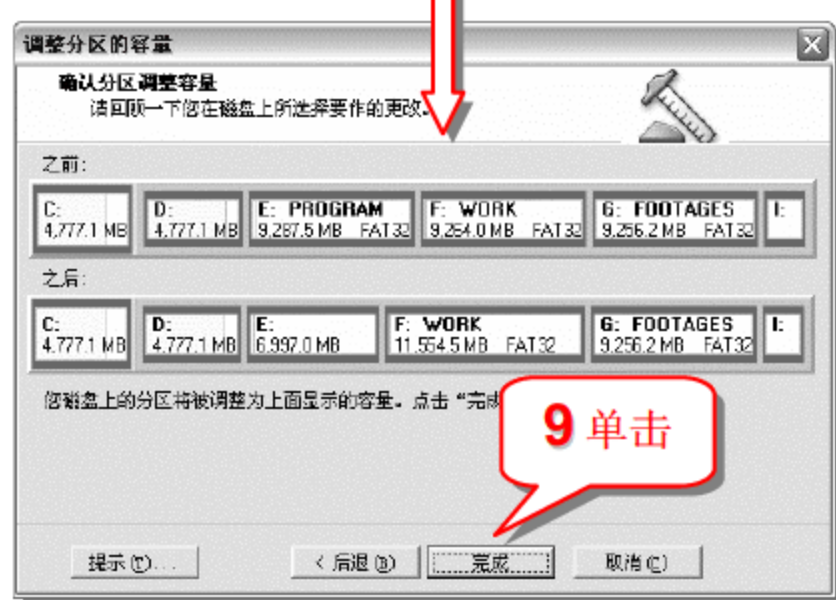 调整分区的容量
确认分区调整容量
请回顾一下您在磁盘上所选择要作的更改。
之前:
C: D: E: PROGRAM F: WORK G: FOOTAGES I:
4,777.1 MB 4,777.1 MB 9,287.5 MB FAT32 9,264.0 MB FAT32 9,256.2 MB FAT32
之后:
C: D: E: F: WORK G: FOOTAGES I:
4,777.1 MB 4,777.1 MB 6,997.0 MB 11,554.5 MB FAT32 9,256.2 MB FAT32
您磁盘上的分区将被调整为上面显示的容量。点击“完成
9 单击
提示(T)... < 后退(B) 完成 取消(C)